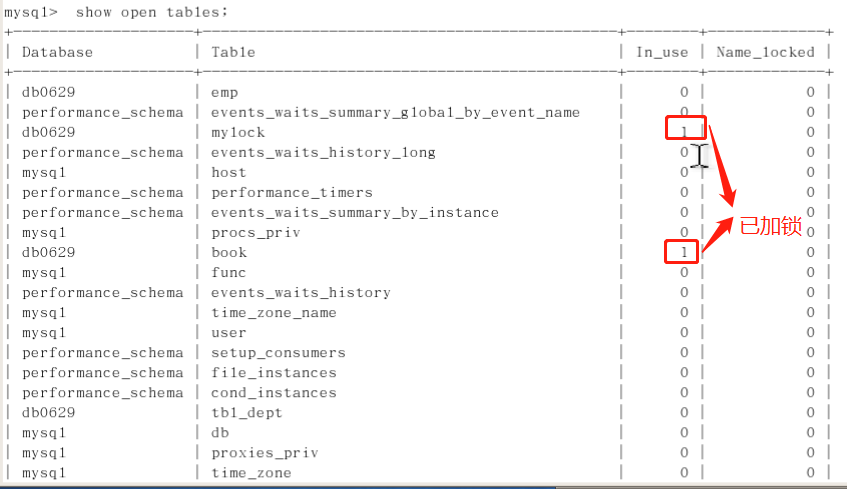 mysql>  show open tables;
| Database | Table | In_use | Name_locked |
| db0629 | emp | 0 | 0 |
| performance_schema | events_waits_summary_global_by_event_name | 0 | 0 |
| db0629 | mylock | 1 | 0 |
| performance_schema | events_waits_history_long | 0 | 0 |
| mysql | host | 0 | 0 |
| performance_schema | performance_timers | 0 | 0 |
| performance_schema | events_waits_summary_by_instance | 0 | 0 |
| mysql | procs_priv | 0 | 0 |
已加锁
| db0629 | book | 1 | 0 |
| mysql | func | 0 | 0 |
| performance_schema | events_waits_history | 0 | 0 |
| mysql | time_zone_name | 0 | 0 |
| mysql | user | 0 | 0 |
| performance_schema | setup_consumers | 0 | 0 |
| performance_schema | file_instances | 0 | 0 |
| performance_schema | cond_instances | 0 | 0 |
| db0629 | tbl_dept | 0 | 0 |
| mysql | db | 0 | 0 |
| mysql | proxies_priv | 0 | 0 |
| mysql | time_zone | 0 | 0 |